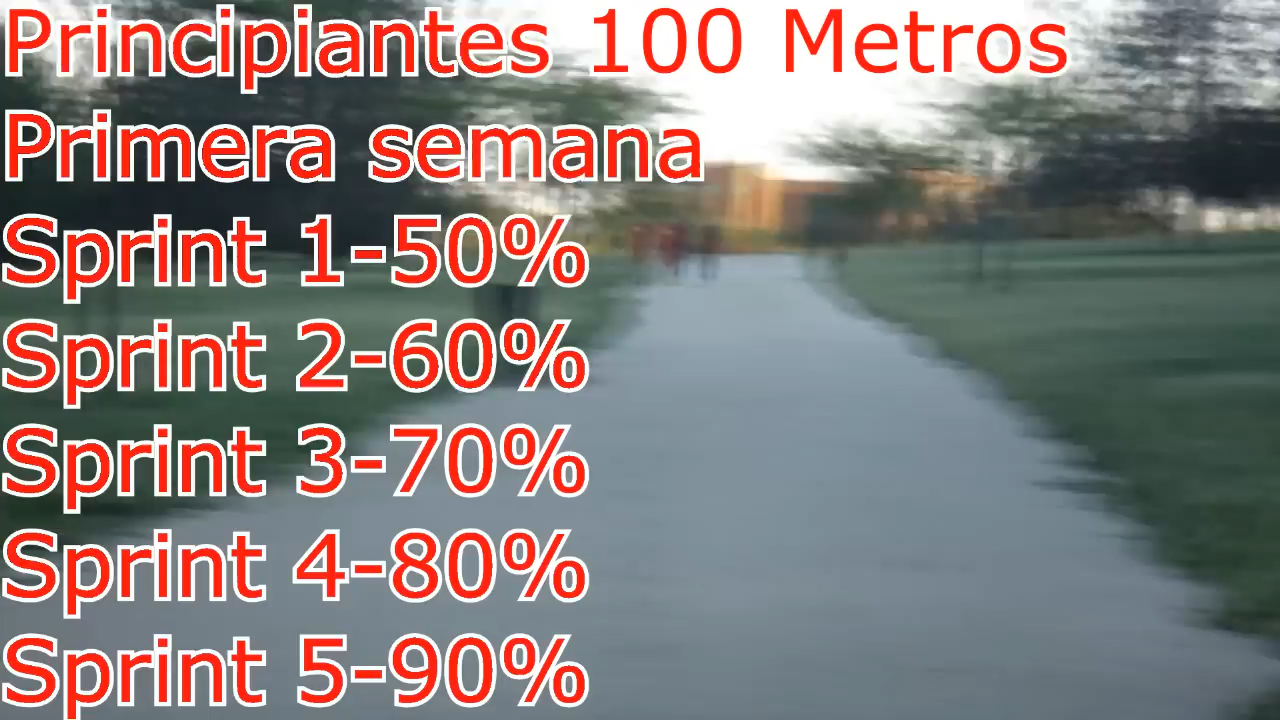 Principiantes 100 Metros
Primera semana
Sprint 1-50%
Sprint 2-60%
Sprint 3-70%
Sprint 4-80%
Sprint 5-90%